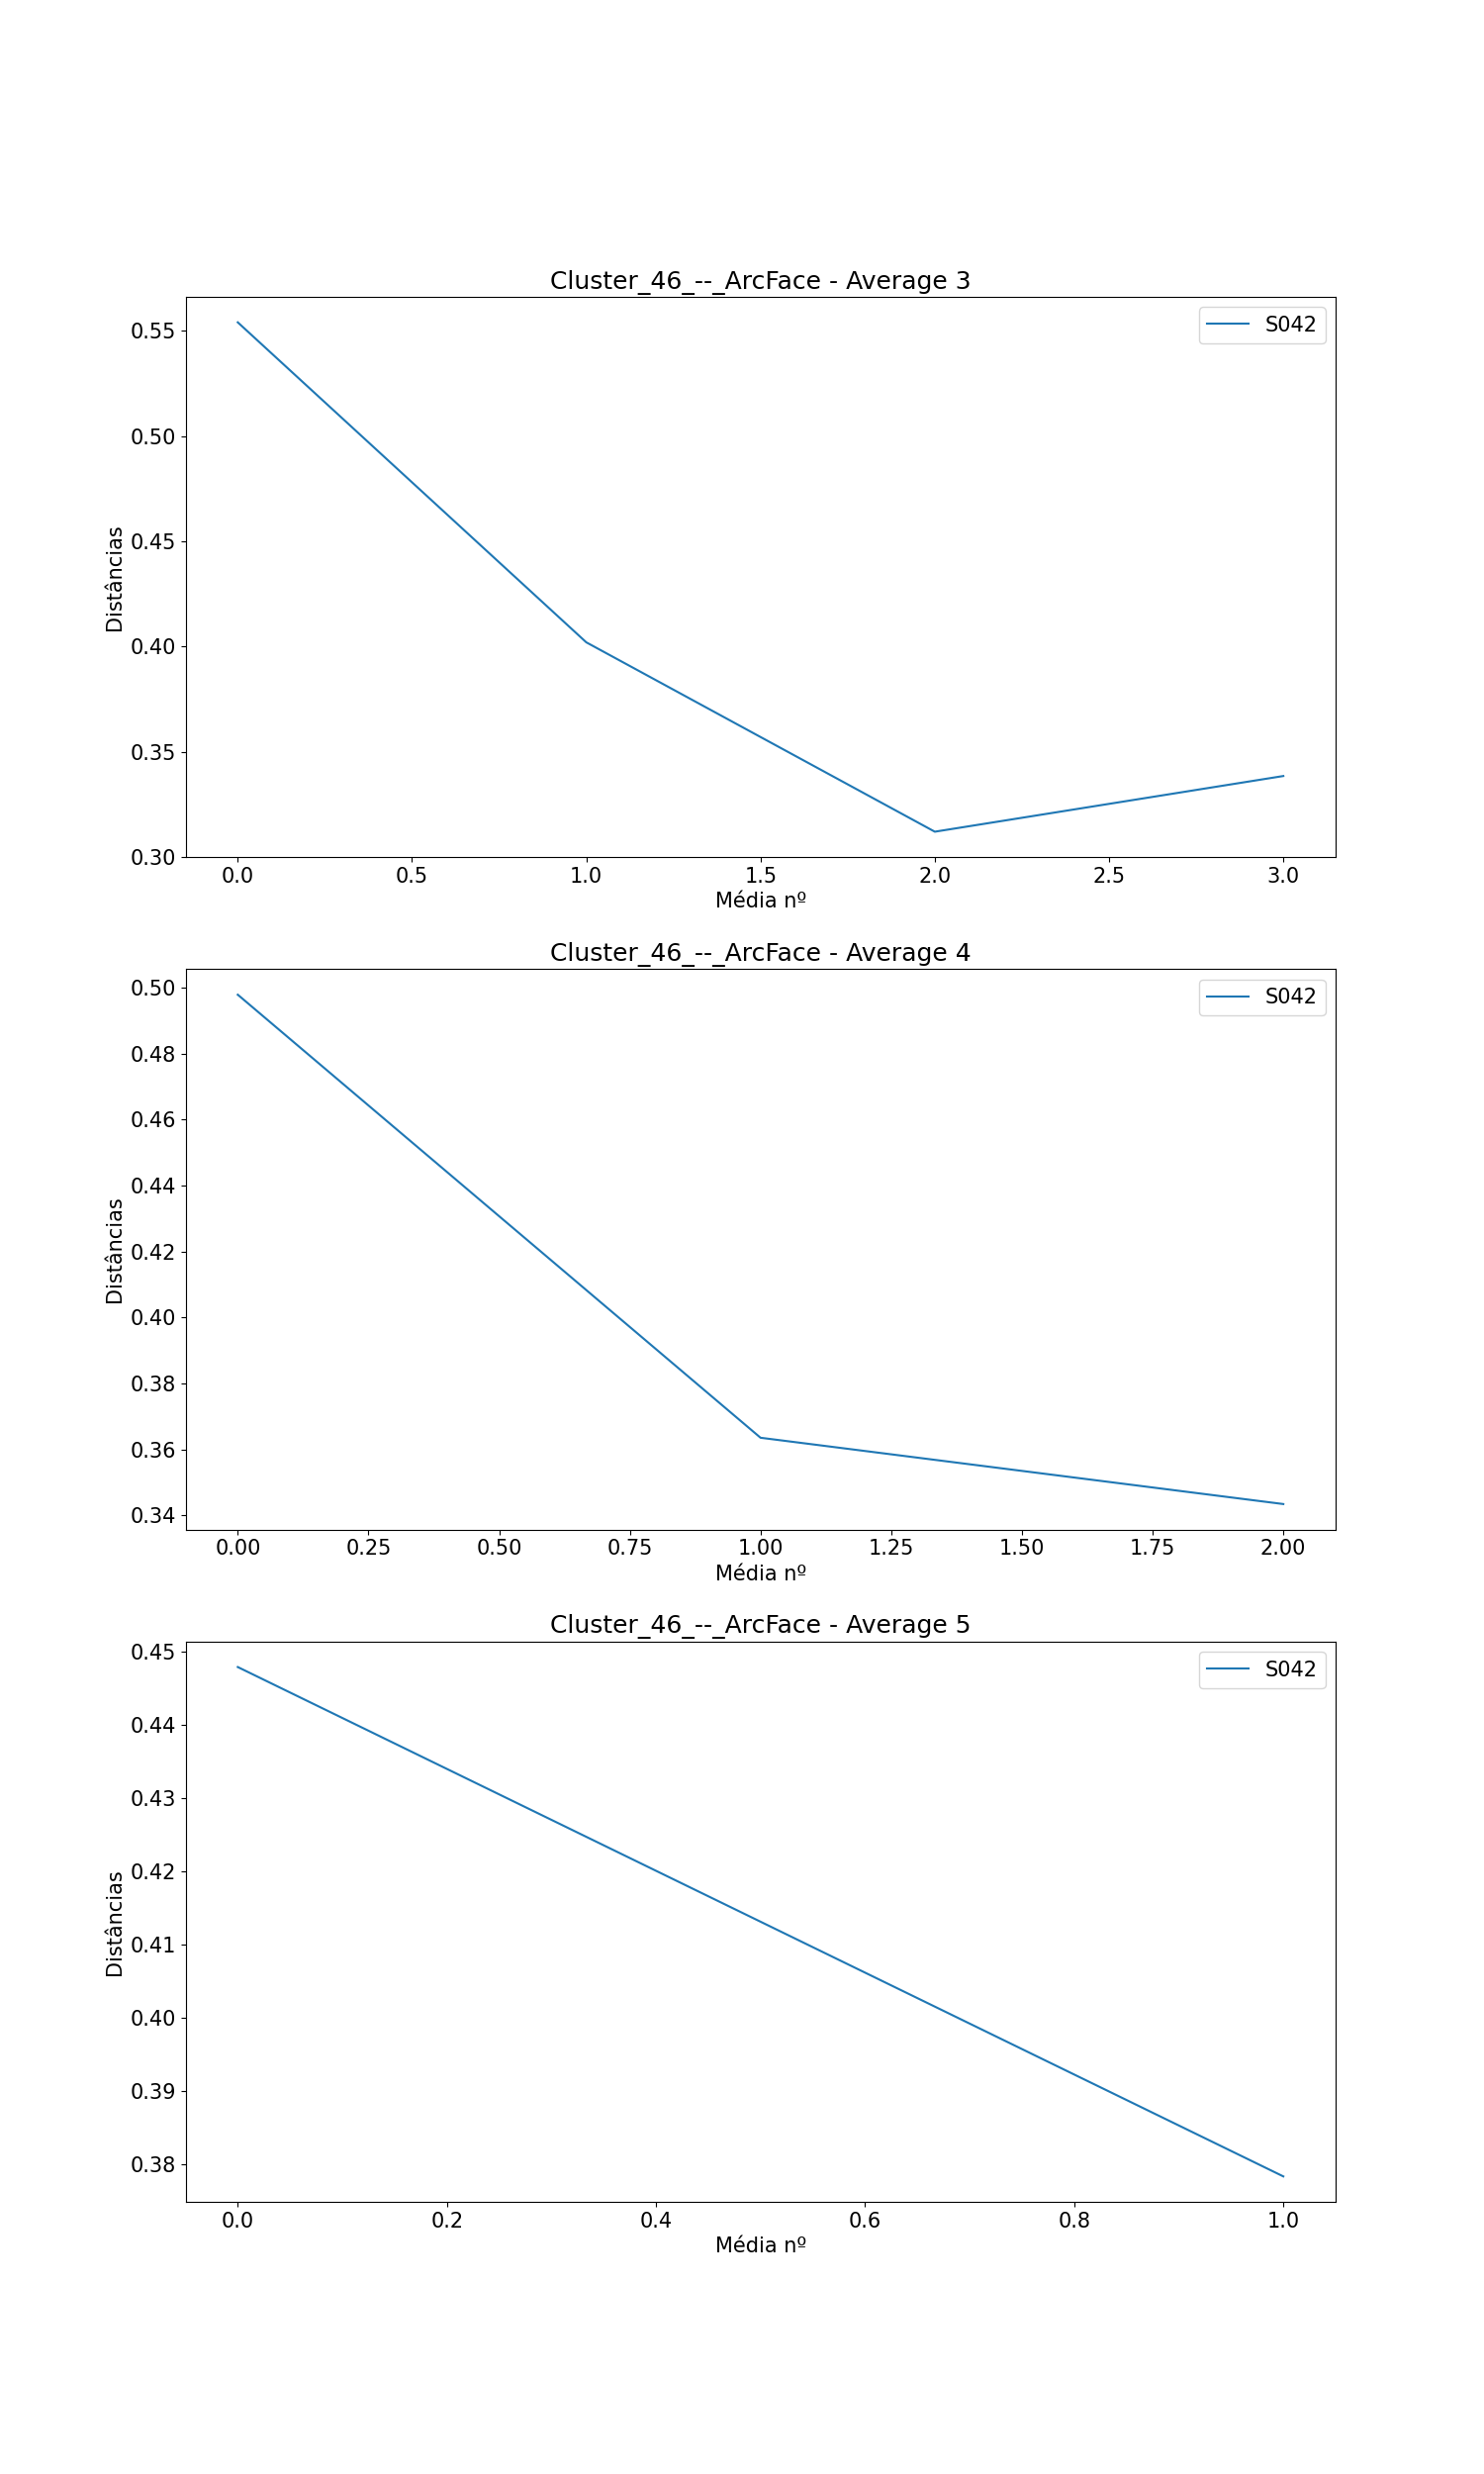 Cluster_46_--_ArcFace - Average 3
S042
0.55
0.50
0.45
0.40
0.35
0.30
Distâncias
0.0 0.5 1.0 1.5 2.0 2.5 3.0
Média nº
Cluster_46_--_ArcFace - Average 4
S042
0.50
0.48
0.46
0.44
0.42
0.40
0.38
0.36
0.34
Distâncias
0.00 0.25 0.50 0.75 1.00 1.25 1.50 1.75 2.00
Média nº
Cluster_46_--_ArcFace - Average 5
S042
0.45
0.44
0.43
0.42
0.41
0.40
0.39
0.38
Distâncias
0.0 0.2 0.4 0.6 0.8 1.0
Média nº